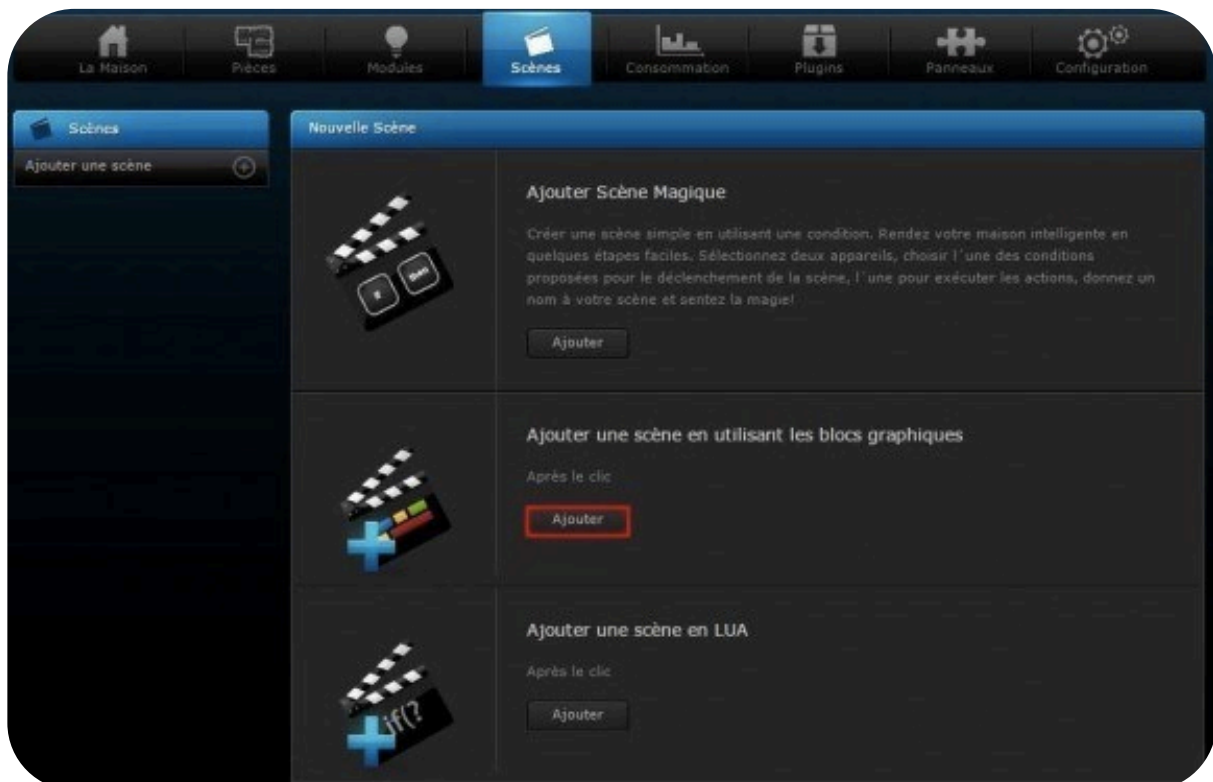 La Maison
Pièces
Modules
Scènes
Consommation
Plugins
Panneaux
Configuration
Scènes
Ajouter une scène
Nouvelle Scène
Ajouter Scène Magique
Créer une scène simple en utilisant une condition. Rendez votre maison intelligente en
quelques étapes faciles. Sélectionnez deux appareils, choisir l'une des conditions
proposées pour le déclenchement de la scène, l'une pour exécuter les actions, donnez un
nom à votre scène et sentez la magie!
Ajouter
Ajouter une scène en utilisant les blocs graphiques
Après le clic
Ajouter
Ajouter une scène en LUA
Après le clic
if(?
Ajouter